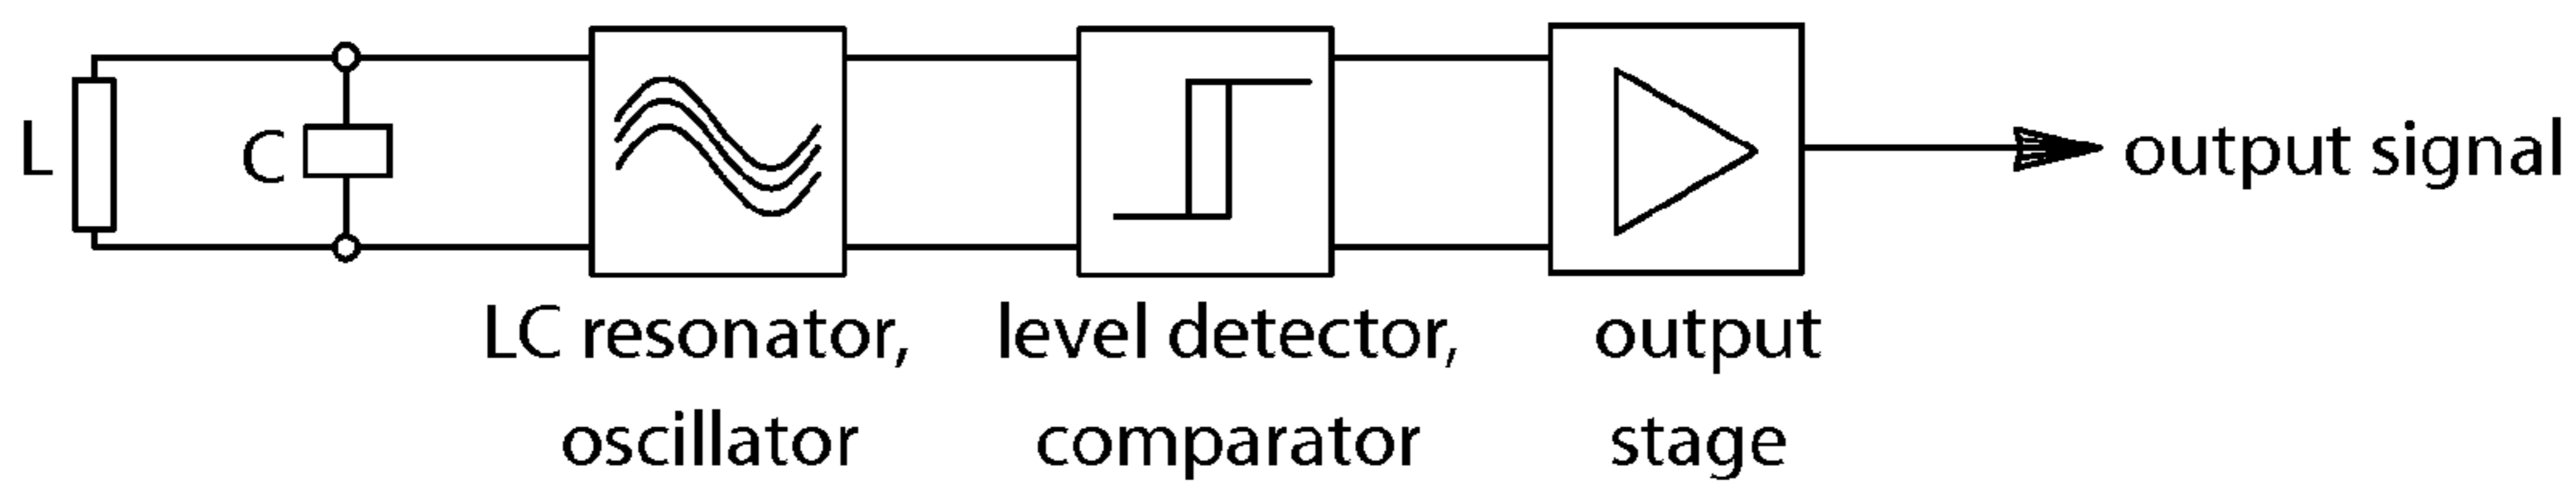 L
C
output signal
LC resonator,
oscillator
level detector,
comparator
output
stage